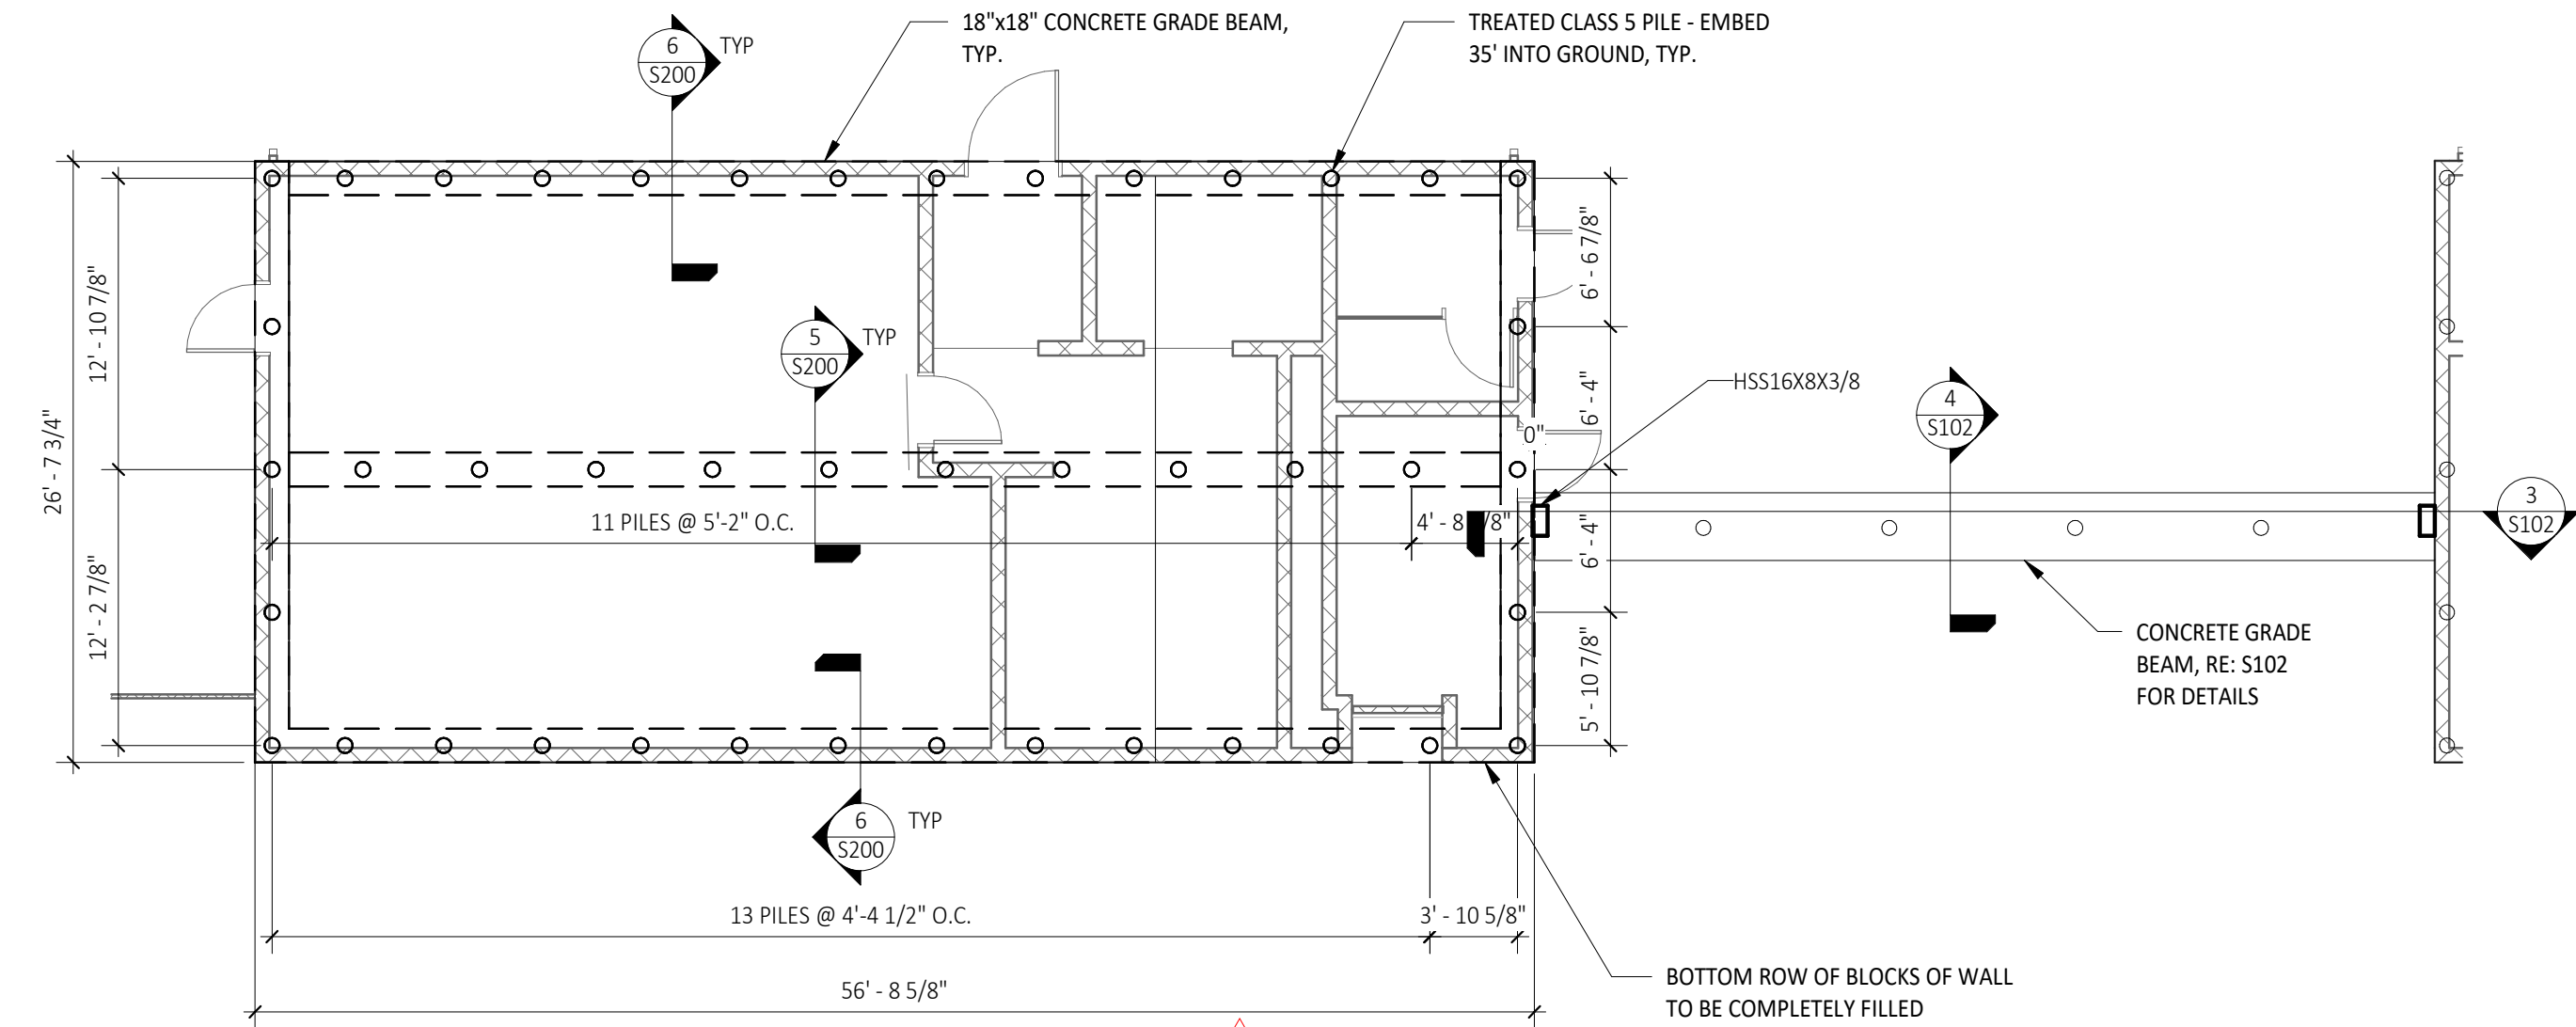 18"x18" CONCRETE GRADE BEAM,
TYP.
TREATED CLASS 5 PILE - EMBED
35' INTO GROUND, TYP.
6
S200
TYP
5
S200
TYP
26' - 7 3/4"
12' - 10 7/8"
12' - 2 7/8"
6' - 6 7/8"
6' - 4"
0"
6' - 4"
5' - 10 7/8"
HSS16X8X3/8
4
S102
3
S102
11 PILES @ 5'-2" O.C.
4' - 8
/8"
CONCRETE GRADE
BEAM, RE: S102
FOR DETAILS
6
S200
TYP
13 PILES @ 4'-4 1/2" O.C.
3' - 10 5/8"
56' - 8 5/8"
BOTTOM ROW OF BLOCKS OF WALL
TO BE COMPLETELY FILLED